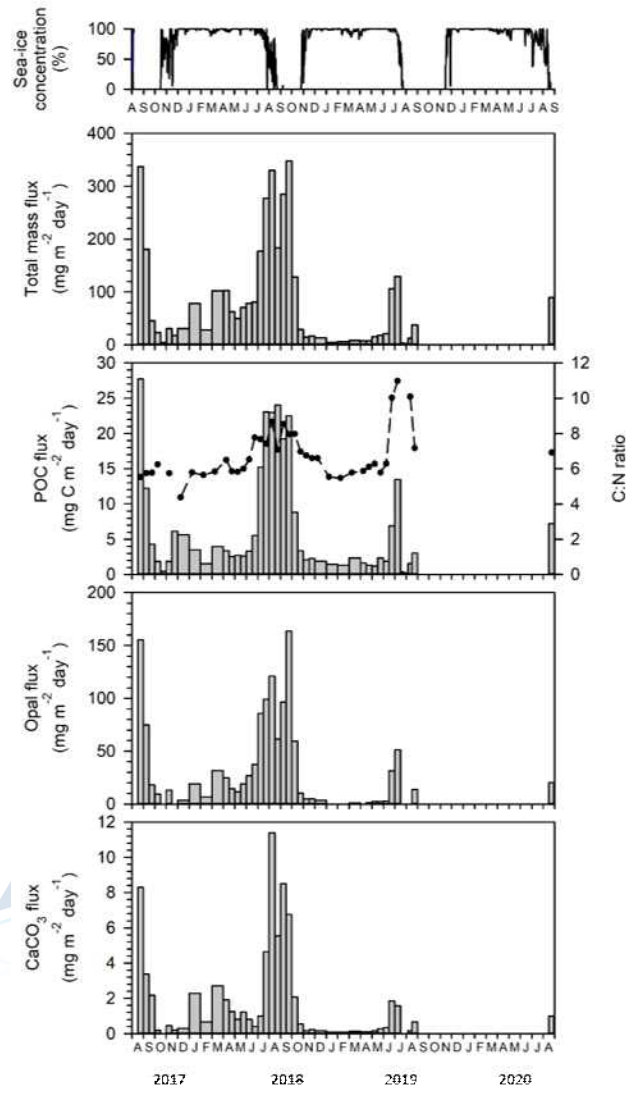 Sea-ice
concentration
(%)
100
50
0
A S O N D J F M A M J J A S O N D J F M A M J J A S O N D J F M A M J J A S
Total mass flux
(mg m⁻² day⁻¹)
400
300
200
100
0
POC flux
(mg C m⁻² day⁻¹)
30
25
20
15
10
5
0
12
10
8
6
4
2
0
C:N ratio
Opal flux
(mg m⁻² day⁻¹)
200
150
100
50
0
CaCO₃ flux
(mg m⁻² day⁻¹)
12
10
8
6
4
2
0
A S O N D J F M A M J J A S O N D J F M A M J J A S O N D J F M A M J J A
2017 2018 2019 2020